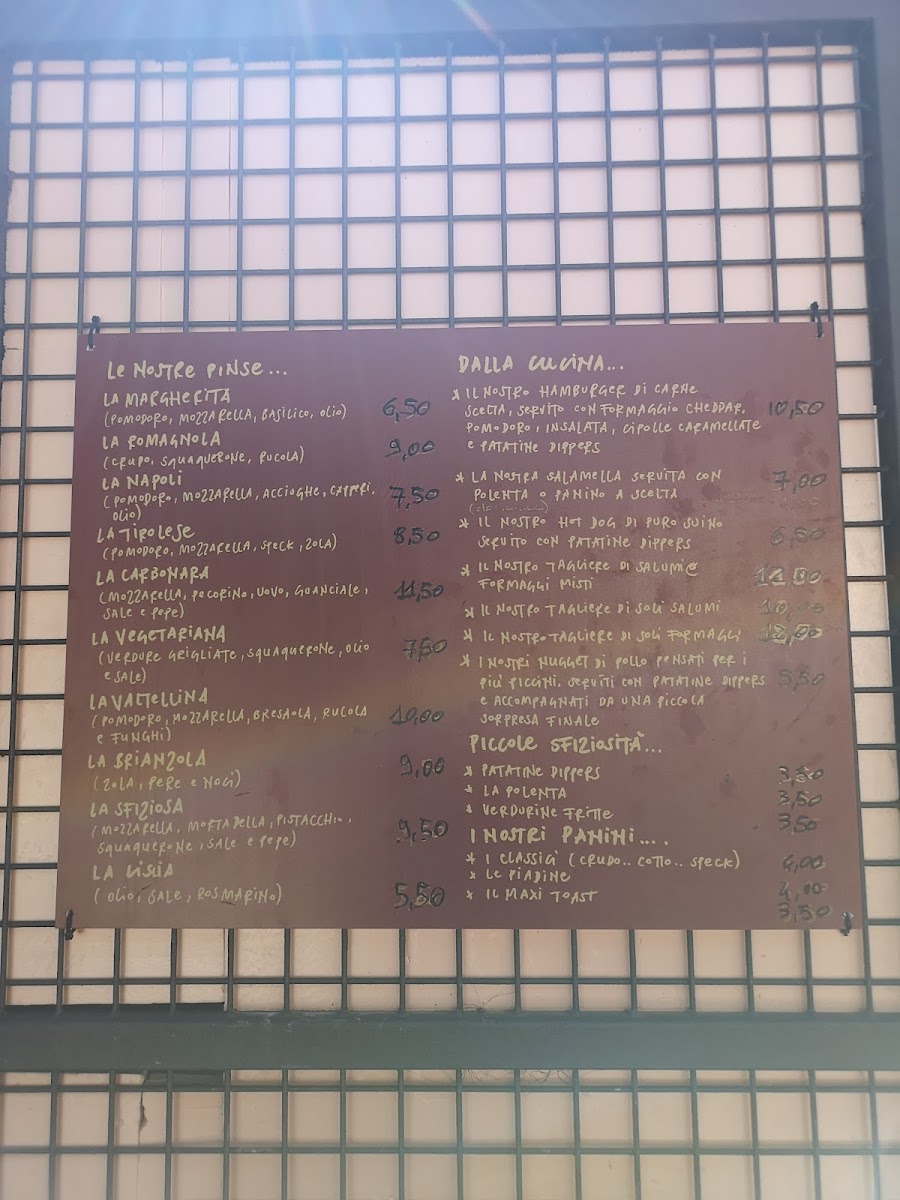 LE NOSTRE PINSE...
LA MARGHERITA
(POMODORO, MOZZARELLA, BASILICO, OLIO) 6,50
LA ROMAGNOLA 9,00
(CRUDO, SQUAQUERONE, RUCOLA)
LA NAPOLI
(POMODORO, MOZZARELLA, ACCIUGHE, CAPPERI, 7,50
OLIO)
LA TIROLESE 8,50
(POMODORO, MOZZARELLA, SPECK, ZOLA)
LA CARBONARA
(MOZZARELLA, PECORINO, UOVO, GUANCIALE, 11,50
SALE E PEPE)
LA VEGETARIANA
(VERDURE GRIGLIATE, SQUAQUERONE, OLIO 7,50
E SALE)
LA VALTELLINA
(POMODORO, MOZZARELLA, BRESAOLA, RUCOLA 10,00
E FUNGHI)
LA BRIANZOLA 9,00
(ZOLA, PERE E NOCI)
LA SFIZIOSA
(MOZZARELLA, MORTADELLA, PISTACCHIO, 9,50
SQUAQUERONE, SALE E PEPE)
LA LISCIA
(OLIO, SALE, ROSMARINO) 5,50
DALLA CUCINA...
* IL NOSTRO HAMBURGER DI CARNE
SCELTA, SERVITO CON FORMAGGIO CHEDDAR, 10,50
POMODORO, INSALATA, CIPOLLE CARAMELLATE
E PATATINE DIPPERS
* LA NOSTRA SALAMELLA SERVITA CON 7,00
POLENTA O PANINO A SCELTA
* IL NOSTRO HOT DOG DI PURO SUINO
SERVITO CON PATATINE DIPPERS
* IL NOSTRO TAGLIERE DI SALUMI E
FORMAGGI MISTI
* IL NOSTRO TAGLIERE DI SOLI SALUMI
* IL NOSTRO TAGLIERE DI SOLI FORMAGGI
* I NOSTRI NUGGET DI POLLO PENSATI PER I
PIÙ PICCINI, SERVITI CON PATATINE DIPPERS 5,50
E ACCOMPAGNATI DA UNA PICCOLA
SORPRESA FINALE
PICCOLE SFIZIOSITÀ...
* PATATINE DIPPERS 3,50
* LA POLENTA 3,50
* VERDURINE FRITTE 3,50
I NOSTRI PANINI....
* I CLASSICI (CRUDO.. COTTO.. SPECK)
* LE PIADINE 4,00
* IL MAXI TOAST 3,50